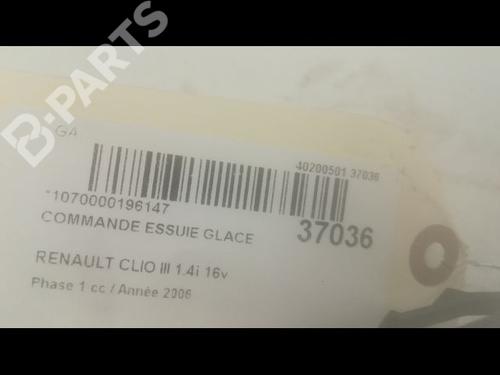 B-PARTS
GA
40200501 37036
*1070000196147
COMMANDE ESSUIE GLACE
37036
RENAULT CLIO III 1.4i 16v
Phase 1 cc / Année 2006